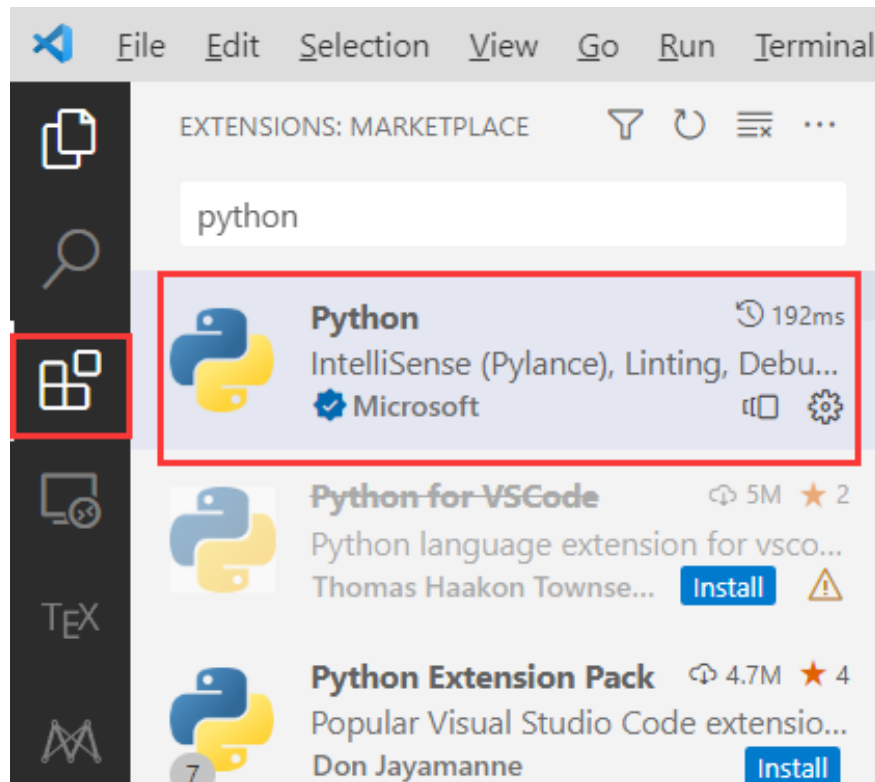 File Edit Selection View Go Run Terminal
EXTENSIONS: MARKETPLACE
python
Python 192ms
IntelliSense (Pylance), Linting, Debu...
Microsoft
Python for VSCode 5M 2
Python language extension for vsco...
Thomas Haakon Townse... Install
TEX
Python Extension Pack 4.7M 4
Popular Visual Studio Code extensio...
7 Don Jayamanne Install